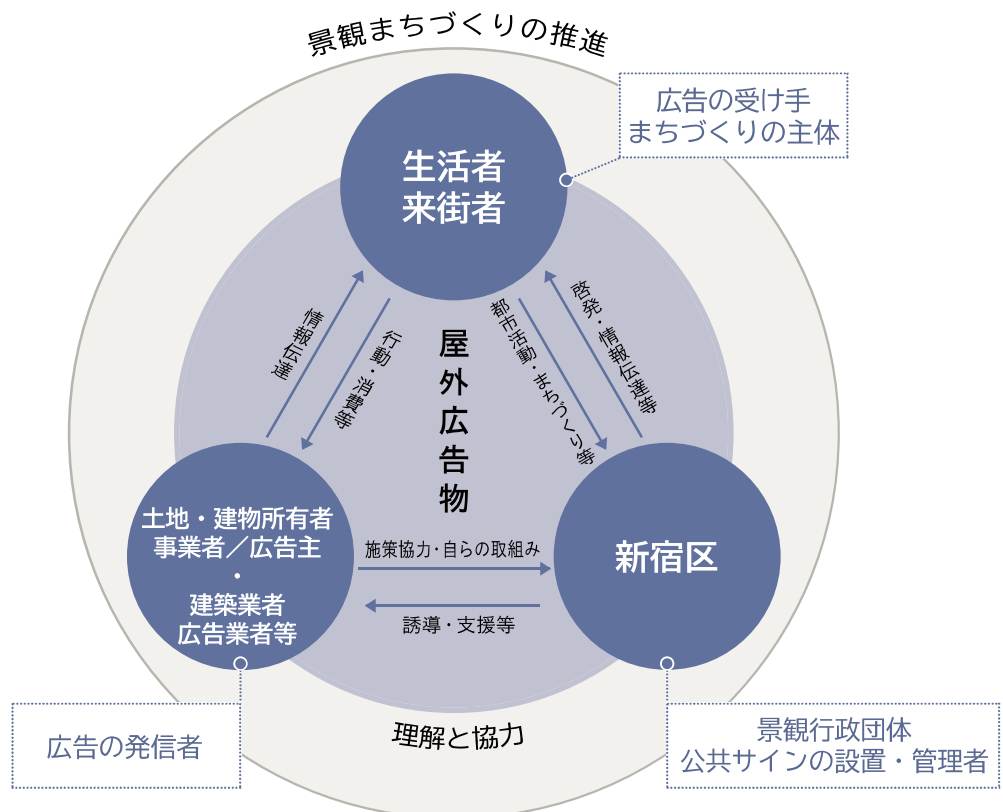 景観まちづくりの推進
広告の受け手
まちづくりの主体
生活者
来街者
情報伝達
行動・消費等
屋外広告物
都市活動・まちづくり等
啓発・情報伝達等
土地・建物所有者
事業者／広告主
・
建築業者
広告業者等
施策協力・自らの取組み
誘導・支援等
新宿区
広告の発信者
理解と協力
景観行政団体
公共サインの設置・管理者